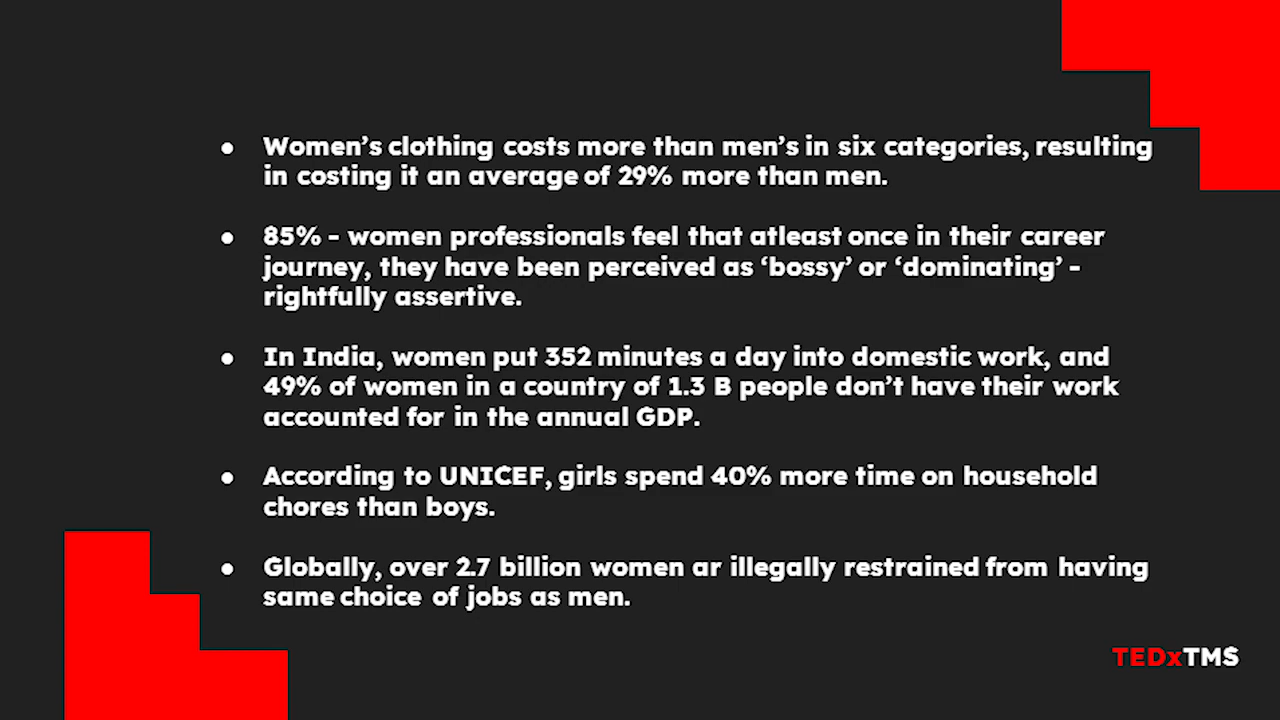 ● Women’s clothing costs more than men’s in six categories, resulting
in costing it an average of 29% more than men.
● 85% - women professionals feel that atleast once in their career
journey, they have been perceived as ‘bossy’ or ‘dominating’ -
rightfully assertive.
● In India, women put 352 minutes a day into domestic work, and
49% of women in a country of 1.3 B people don’t have their work
accounted for in the annual GDP.
● According to UNICEF, girls spend 40% more time on household
chores than boys.
● Globally, over 2.7 billion women ar illegally restrained from having
same choice of jobs as men.
TEDxTMS